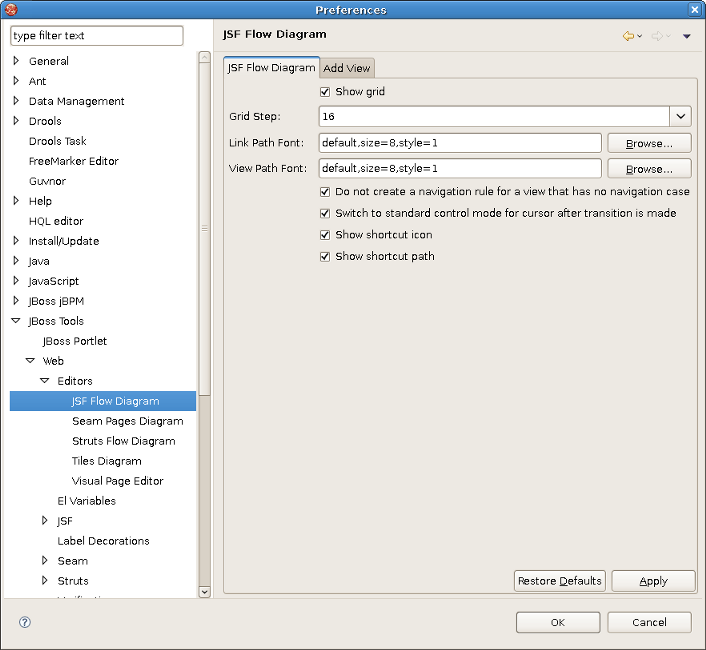 Preferences
type filter text
General
Ant
Data Management
Drools
Drools Task
FreeMarker Editor
Guvnor
Help
HQL editor
Install/Update
Java
JavaScript
JBoss jBPM
JBoss Tools
JBoss Portlet
Web
Editors
JSF Flow Diagram
Seam Pages Diagram
Struts Flow Diagram
Tiles Diagram
Visual Page Editor
El Variables
JSF
Label Decorations
Seam
Struts
JSF Flow Diagram
JSF Flow Diagram Add View
Show grid
Grid Step: 16
Link Path Font: default,size=8,style=1 Browse...
View Path Font: default,size=8,style=1 Browse...
Do not create a navigation rule for a view that has no navigation case
Switch to standard control mode for cursor after transition is made
Show shortcut icon
Show shortcut path
Restore Defaults Apply
? OK Cancel